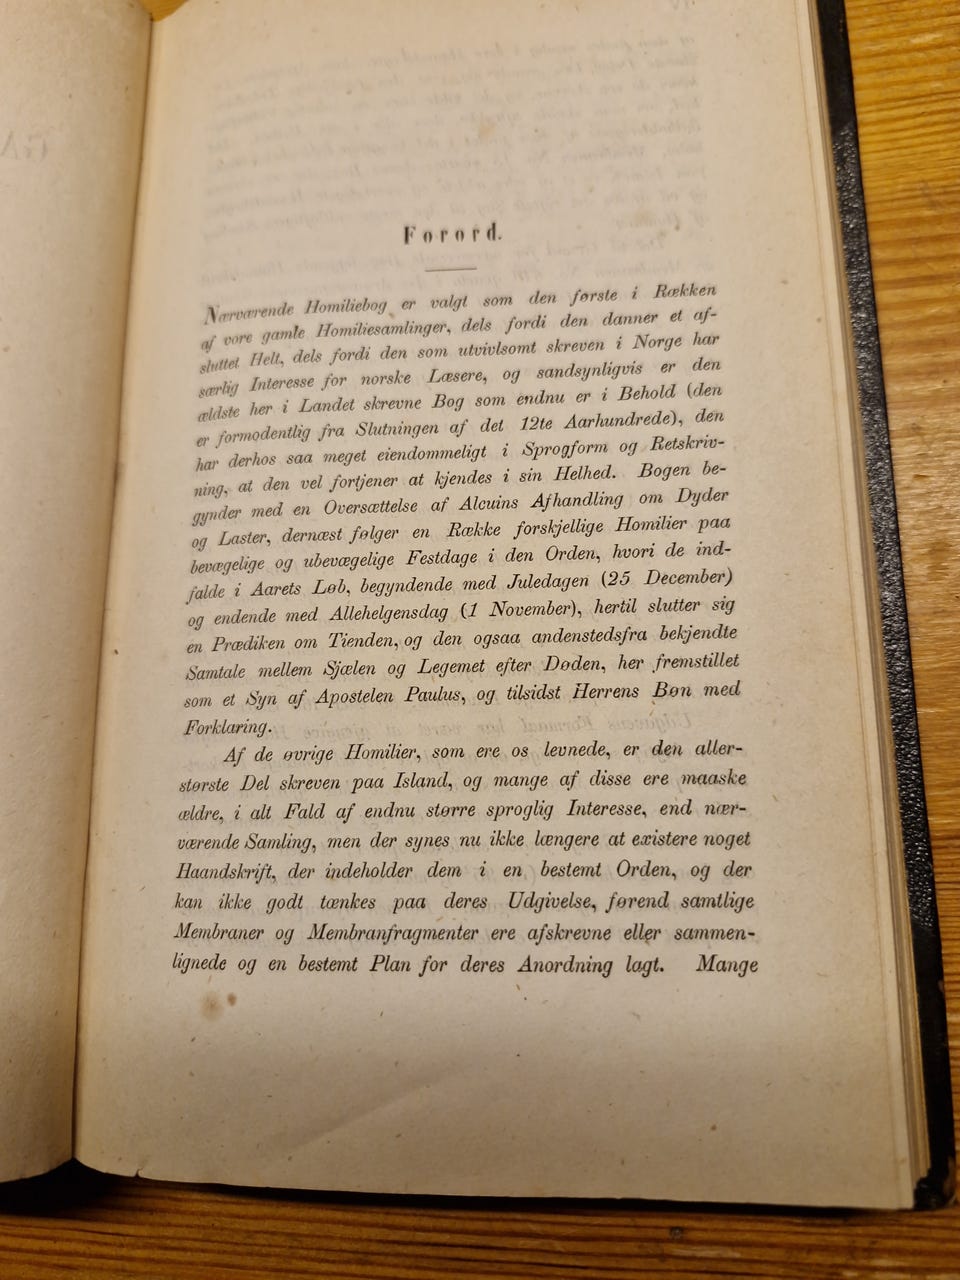 Forord.
Nærværende Homiliebog er valgt som den første i Rækken
af vore gamle Homiliesamlinger, dels fordi den danner et af-
sluttet Helt, dels fordi den som utvivlsomt skreven i Norge har
særlig Interesse for norske Læsere, og sandsynligvis er den
ældste her i Landet skrevne Bog som endnu er i Behold (den
er formodentlig fra Slutningen af det 12te Aarhundrede), den
har derhos saa meget eiendommeligt i Sprogform og Retskriv-
ning, at den vel fortjener at kjendes i sin Helhed. Bogen be-
gynder med en Oversættelse af Alcuins Afhandling om Dyder
og Laster, dernæst følger en Række forskjellige Homilier paa
bevægelige og ubevægelige Festdage i den Orden, hvori de ind-
falde i Aarets Løb, begyndende med Juledagen (25 December)
og endende med Allehelgensdag (1 November), hertil slutter sig
en Prædiken om Tienden, og den ogsaa andenstedsfra bekjendte
Samtale mellem Sjælen og Legemet efter Døden, her fremstillet
som et Syn af Apostelen Paulus, og tilsidst Herrens Bøn med
Forklaring.
Af de øvrige Homilier, som ere os levnede, er den aller-
største Del skreven paa Island, og mange af disse ere maaske
ældre, i alt Fald af endnu større sproglig Interesse, end nær-
værende Samling, men der synes nu ikke længere at existere noget
Haandskrift, der indeholder dem i en bestemt Orden, og der
kan ikke godt tænkes paa deres Udgivelse, førend samtlige
Membraner og Membranfragmenter ere afskrevne eller sammen-
lignede og en bestemt Plan for deres Anordning lagt. Mange